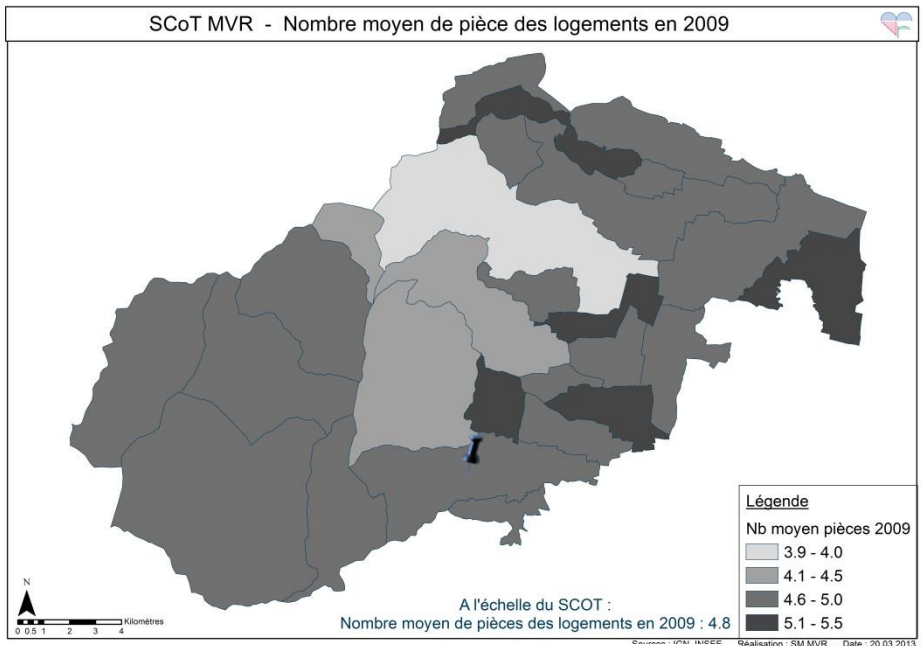 SCoT MVR - Nombre moyen de pièce des logements en 2009
Légende
Nb moyen pièces 2009
3.9 - 4.0
4.1 - 4.5
4.6 - 5.0
5.1 - 5.5
N
0 0.5 1 2 3 4 Kilomètres
A l'échelle du SCOT :
Nombre moyen de pièces des logements en 2009 : 4.8
Sources : IGN, INSEE Réalisation : SM MVR Date : 20.03.2013